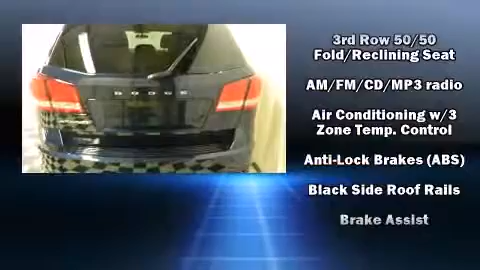 3rd Row 50/50
Fold/Reclining Seat
AM/FM/CD/MP3 radio
Air Conditioning w/3
Zone Temp. Control
Anti-Lock Brakes (ABS)
Black Side Roof Rails
Brake Assist
DODGE